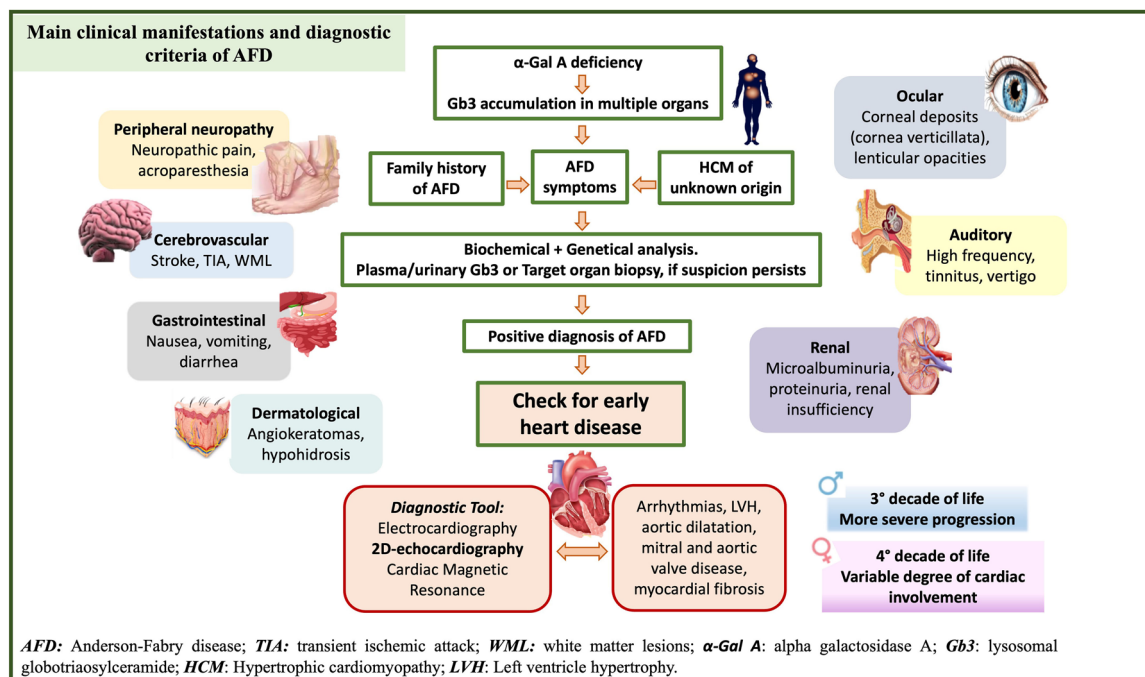 Main clinical manifestations and diagnostic
criteria of AFD
α-Gal A deficiency
Gb3 accumulation in multiple organs
Family history
of AFD
AFD
symptoms
HCM of
unknown origin
Biochemical + Genetical analysis.
Plasma/urinary Gb3 or Target organ biopsy, if suspicion persists
Positive diagnosis of AFD
Check for early
heart disease
Diagnostic Tool:
Electrocardiography
2D-echocardiography
Cardiac Magnetic
Resonance
Arrhythmias, LVH,
aortic dilatation,
mitral and aortic
valve disease,
myocardial fibrosis
Peripheral neuropathy
Neuropathic pain,
acroparesthesia
Cerebrovascular
Stroke, TIA, WML
Gastrointestinal
Nausea, vomiting,
diarrhea
Dermatological
Angiokeratomas,
hypohidrosis
Ocular
Corneal deposits
(cornea verticillata),
lenticular opacities
Auditory
High frequency,
tinnitus, vertigo
Renal
Microalbuminuria,
proteinuria, renal
insufficiency
3° decade of life
More severe progression
4° decade of life
Variable degree of cardiac
involvement
AFD: Anderson-Fabry disease; TIA: transient ischemic attack; WML: white matter lesions; α-Gal A: alpha galactosidase A; Gb3: lysosomal
globotriaosylceramide; HCM: Hypertrophic cardiomyopathy; LVH: Left ventricle hypertrophy.